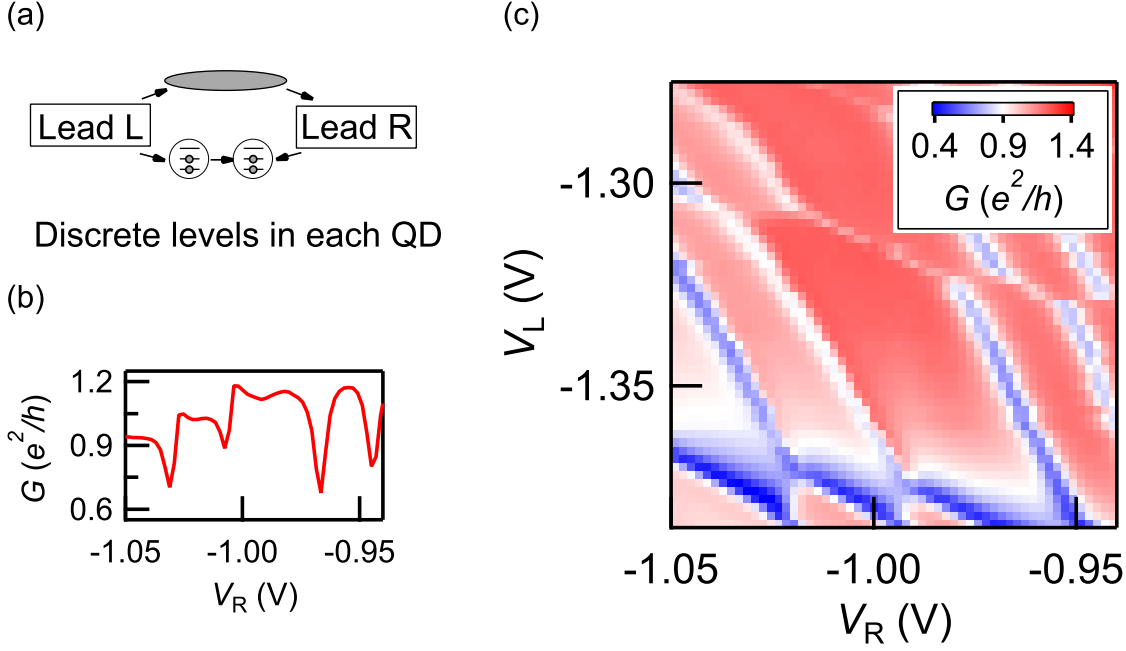 (a)
Lead L
Lead R
Discrete levels in each QD
(b)
1.2
0.9
0.6
G (e²/h)
-1.05
-1.00
-0.95
V_R (V)
(c)
0.4 0.9 1.4
G (e²/h)
-1.30
-1.35
V_L (V)
-1.05
-1.00
-0.95
V_R (V)